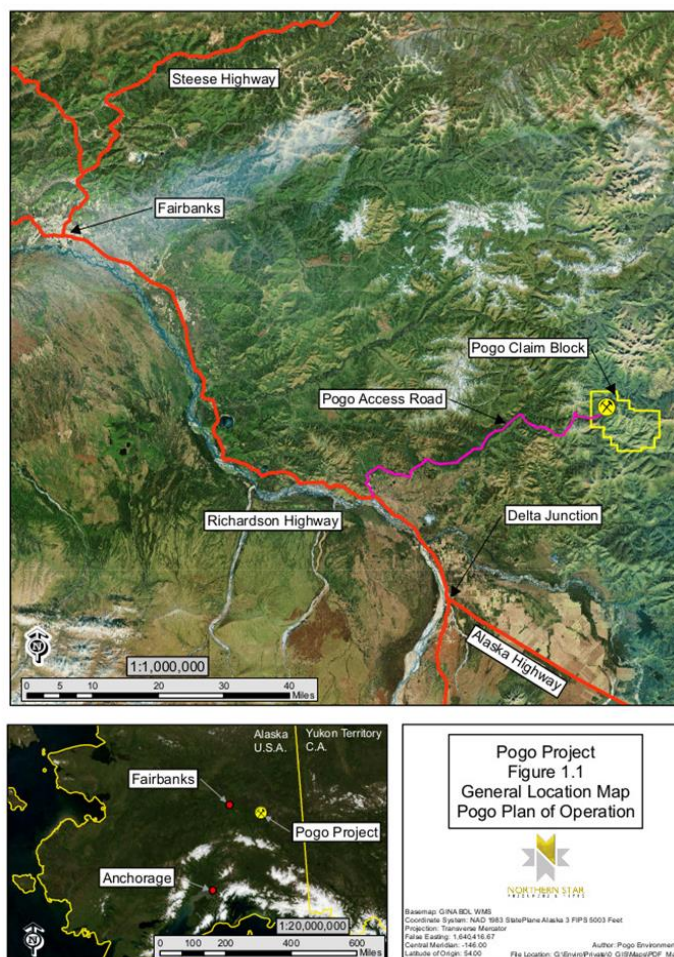 Steese Highway
Fairbanks
Pogo Claim Block
Pogo Access Road
Richardson Highway
Delta Junction
Alaska Highway
N
1:1,000,000
0 5 10 20 30 40
Miles
Alaska
U.S.A.
Yukon Territory
C.A.
Fairbanks
Pogo Project
Anchorage
N
1:20,000,000
0 100 200 400 600
Miles
Pogo Project
Figure 1.1
General Location Map
Pogo Plan of Operation
NORTHERN STAR
Basemap: GINA BDL WMS
Coordinate System: NAD 1983 StatePlane Alaska 3 FIPS 5003 Feet
Projection: Transverse Mercator
False Easting: 1,640,416.67
Central Meridian: -146.00
Author: Pogo Environmen
Latitude of Origin: 54.00